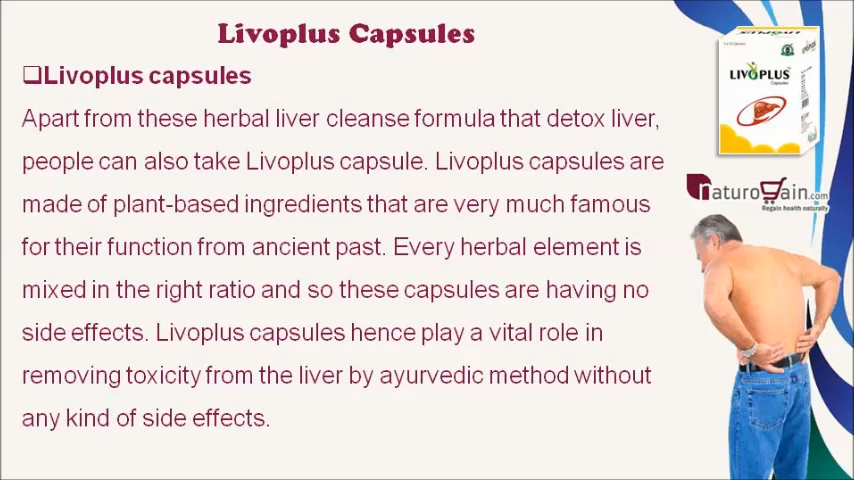 Livoplus Capsules
❑Livoplus capsules
Apart from these herbal liver cleanse formula that detox liver,
people can also take Livoplus capsule. Livoplus capsules are
made of plant-based ingredients that are very much famous
for their function from ancient past. Every herbal element is
mixed in the right ratio and so these capsules are having no
side effects. Livoplus capsules hence play a vital role in
removing toxicity from the liver by ayurvedic method without
any kind of side effects.
LIVOPLUS
Capsules
naturogain.com
Regain health naturally